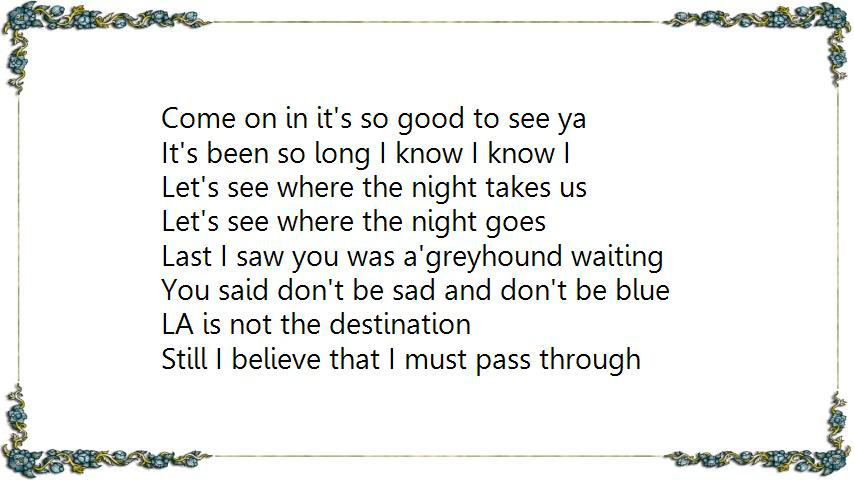 Come on in it's so good to see ya
It's been so long I know I know I
Let's see where the night takes us
Let's see where the night goes
Last I saw you was a'greyhound waiting
You said don't be sad and don't be blue
LA is not the destination
Still I believe that I must pass through